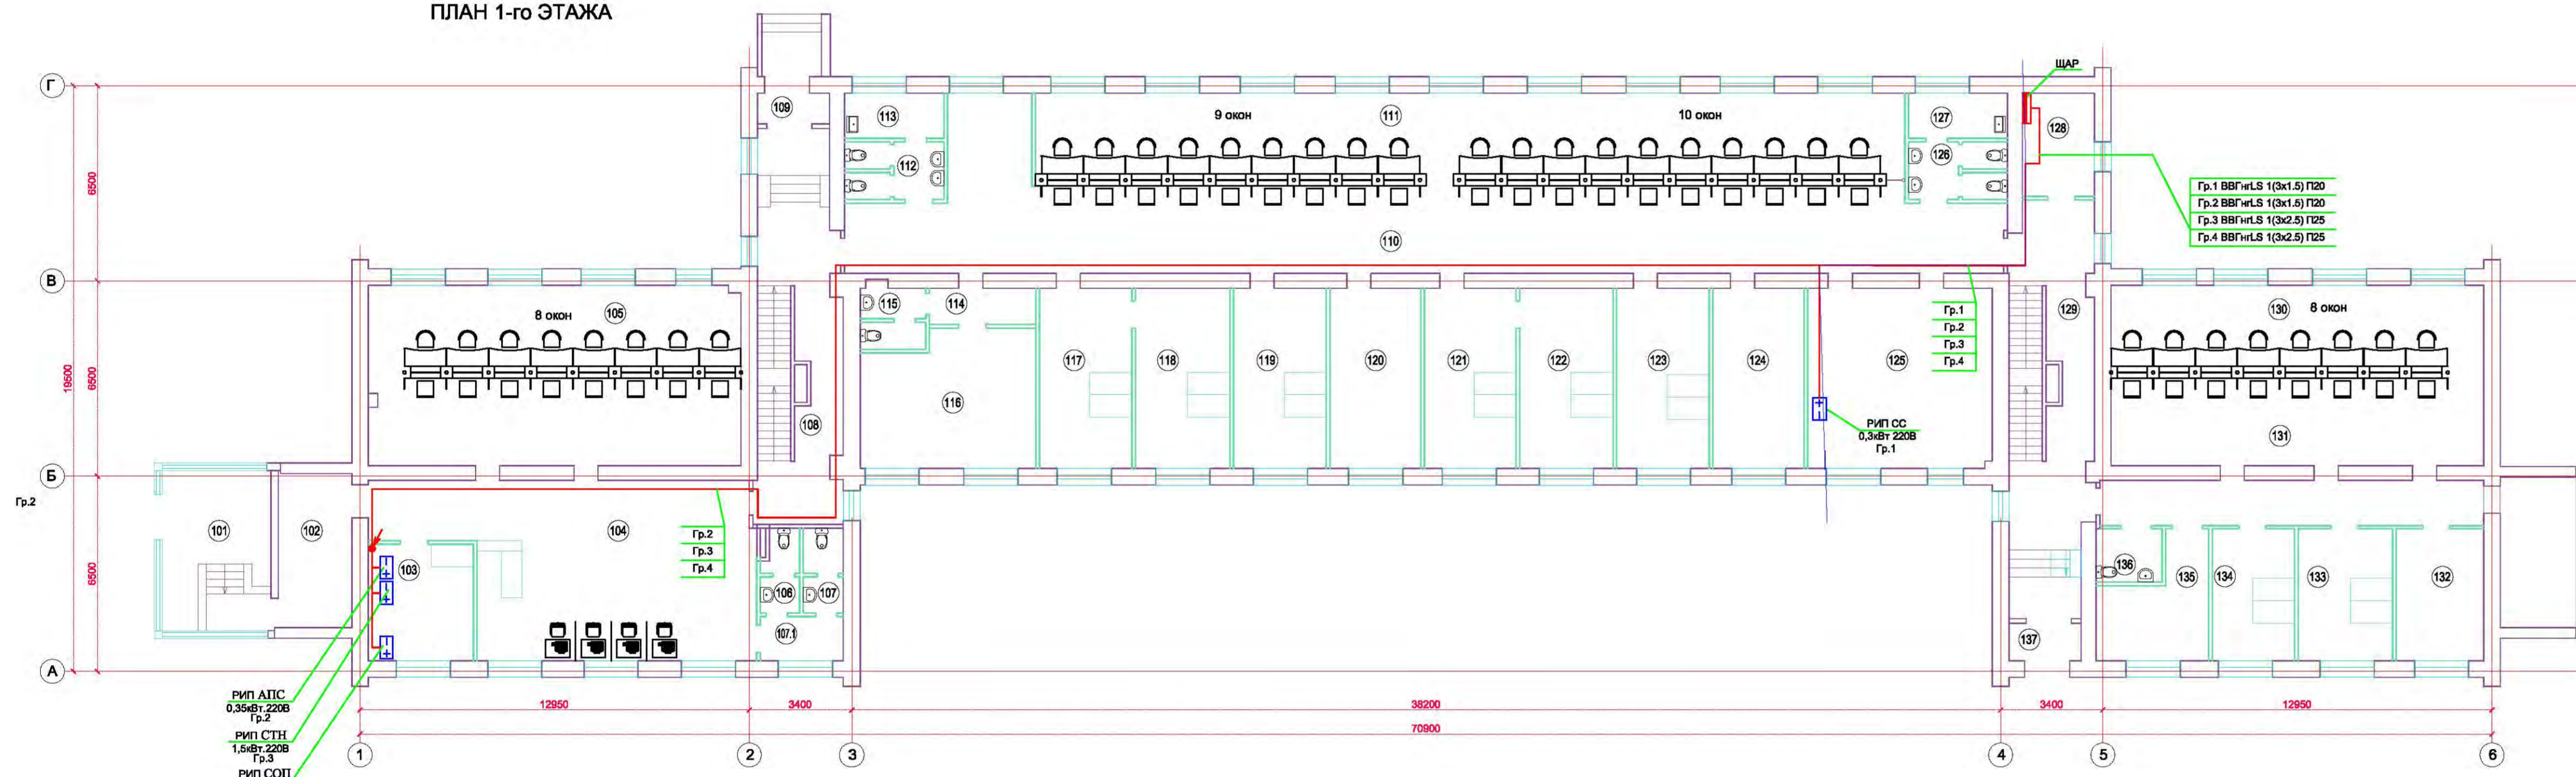 ПЛАН 1-го ЭТАЖА
ЩАР
Г
109
113
9 окон
111
10 окон
127
128
112
126
6500
Гр.1 ВВГнгLS 1(3х1.5) П20
Гр.2 ВВГнгLS 1(3х1.5) П20
Гр.3 ВВГнгLS 1(3х2.5) П25
Гр.4 ВВГнгLS 1(3х2.5) П25
110
В
115
114
8 окон
105
Гр.1
Гр.2
Гр.3
Гр.4
129
130
8 окон
19500
6500
117
118
119
120
121
122
123
124
125
116
108
РИП СС
0,3кВт 220В
Гр.1
131
Б
Гр.2
101
102
104
Гр.2
Гр.3
Гр.4
6500
103
106
107
107.1
136
135
134
133
132
137
А
РИП АПС
0,35кВт.220В
Гр.2
РИП СТН
1,5кВт.220В
Гр.3
РИП СОП
12950
3400
38200
3400
12950
70900
1
2
3
4
5
6